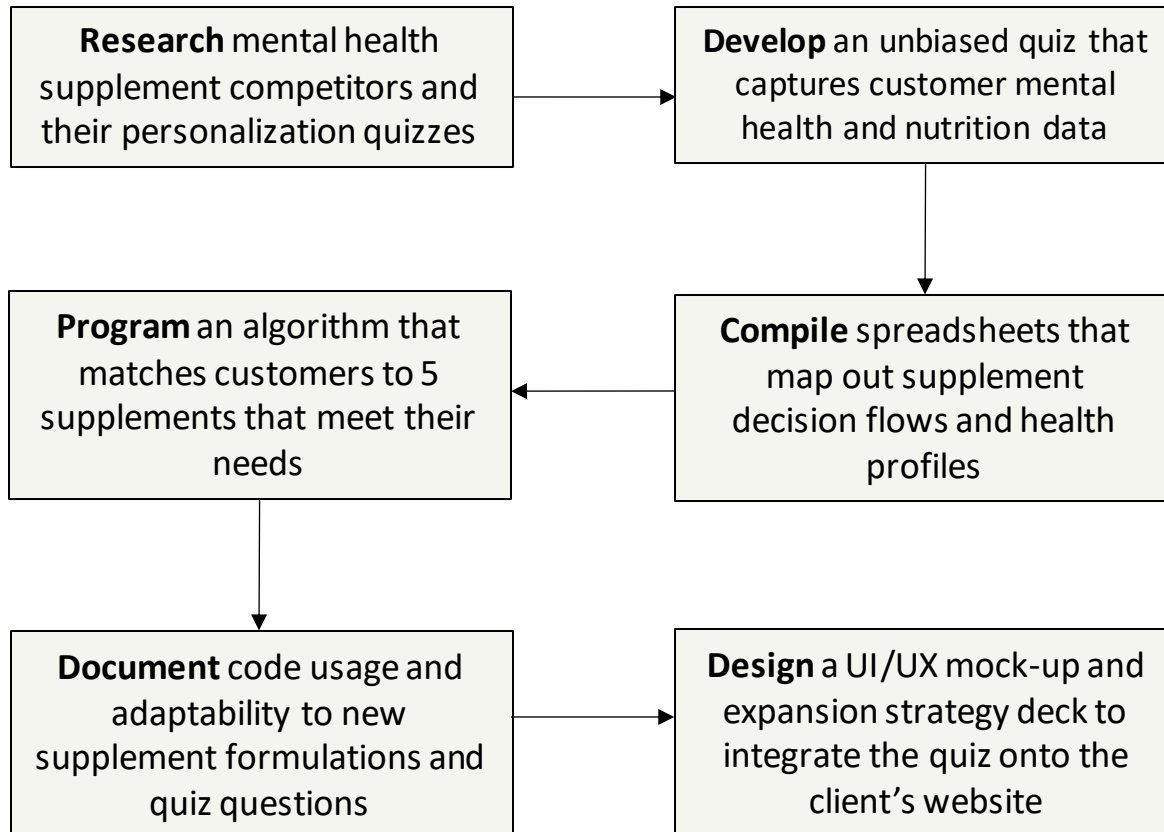 Research mental health
supplement competitors and
their personalization quizzes
Develop an unbiased quiz that
captures customer mental
health and nutrition data
Compile spreadsheets that
map out supplement
decision flows and health
profiles
Program an algorithm that
matches customers to 5
supplements that meet their
needs
Document code usage and
adaptability to new
supplement formulations and
quiz questions
Design a UI/UX mock-up and
expansion strategy deck to
integrate the quiz onto the
client’s website